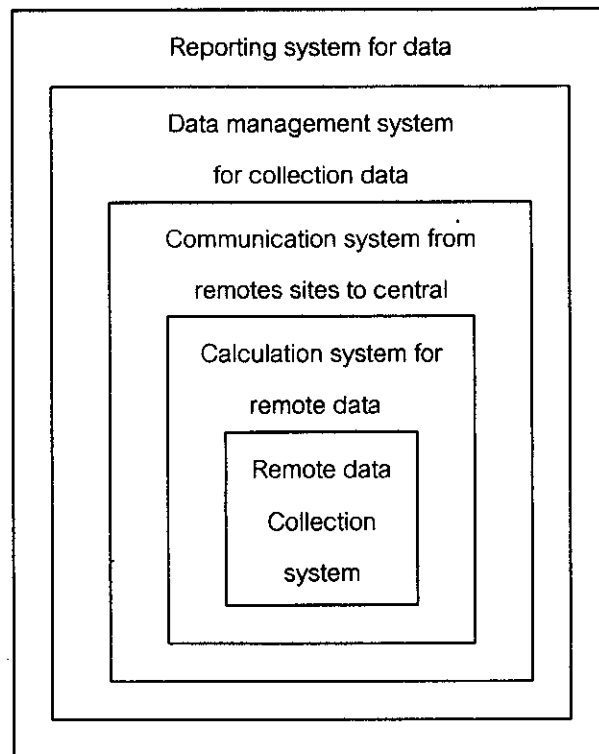 Reporting system for data
Data management system
for collection data
Communication system from
remotes sites to central
Calculation system for
remote data
Remote data
Collection
system